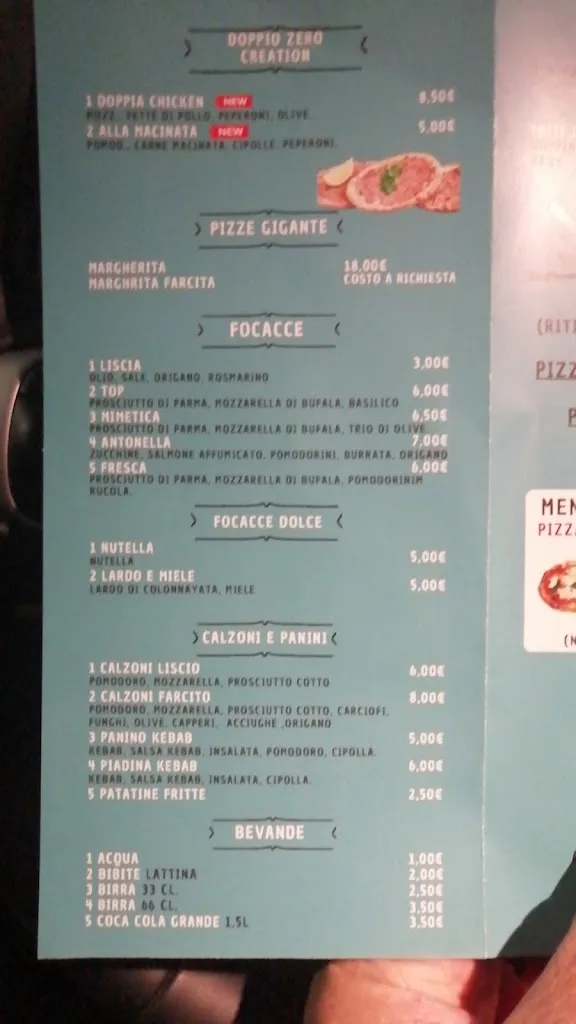 DOPPIO ZERO
CREATION
1 DOPPIA CHICKEN NEW 8,50€
MOZZ., FETTE DI POLLO, PEPERONI, OLIVE.
2 ALLA MACINATA NEW 5,00€
POMOD., CARNE MACINATA, CIPOLLE, PEPERONI.
PIZZE GIGANTE
MARGHERITA 18,00€
MARGHRITA FARCITA COSTO A RICHIESTA
FOCACCE
1 LISCIA 3,00€
OLIO, SALE, ORIGANO, ROSMARINO
2 TOP 6,00€
PROSCIUTTO DI PARMA, MOZZARELLA DI BUFALA, BASILICO
3 MIMETICA 6,50€
PROSCIUTTO DI PARMA, MOZZARELLA DI BUFALA, TRIO DI OLIVE
4 ANTONELLA 7,00€
ZUCCHINE, SALMONE AFFUMICATO, POMODORINI, BURRATA, ORIGANO
5 FRESCA 6,00€
PROSCIUTTO DI PARMA, MOZZARELLA DI BUFALA, POMODORINIM
RUCOLA.
FOCACCE DOLCE
1 NUTELLA 5,00€
NUTELLA
2 LARDO E MIELE 5,00€
LARDO DI COLONNAYATA, MIELE
CALZONI E PANINI
1 CALZONI LISCIO 6,00€
POMODORO, MOZZARELLA, PROSCIUTTO COTTO
2 CALZONI FARCITO 8,00€
POMODORO, MOZZARELLA, PROSCIUTTO COTTO, CARCIOFI,
FUNGHI, OLIVE, CAPPERI, ACCIUGHE ,ORIGANO
3 PANINO KEBAB 5,00€
KEBAB, SALSA KEBAB, INSALATA, POMODORO, CIPOLLA.
4 PIADINA KEBAB 6,00€
KEBAB, SALSA KEBAB, INSALATA, CIPOLLA.
5 PATATINE FRITTE 2,50€
BEVANDE
1 ACQUA 1,00€
2 BIBITE LATTINA 2,00€
3 BIRRA 33 CL. 2,50€
4 BIRRA 66 CL. 3,50€
5 COCA COLA GRANDE 1.5L 3,50€
(RITI
PIZZ
P
MEN
PIZZA
(N